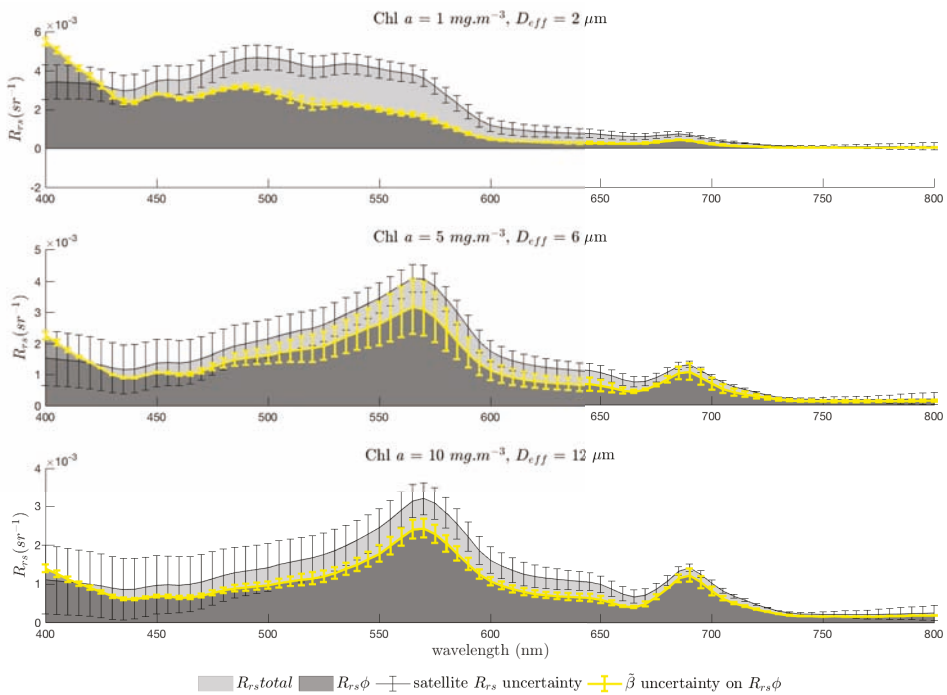 Chl a = 1 mg.m⁻³, D_eff = 2 μm
×10⁻³
6
4
2
0
-2
R_rs(sr⁻¹)
400 450 500 550 600 650 700 750 800
Chl a = 5 mg.m⁻³, D_eff = 6 μm
×10⁻³
5
4
3
2
1
0
R_rs(sr⁻¹)
400 450 500 550 600 650 700 750 800
Chl a = 10 mg.m⁻³, D_eff = 12 μm
×10⁻³
4
3
2
1
0
R_rs(sr⁻¹)
400 450 500 550 600 650 700 750 800
wavelength (nm)
R_rs total R_rs ϕ satellite R_rs uncertainty β̃ uncertainty on R_rs ϕ